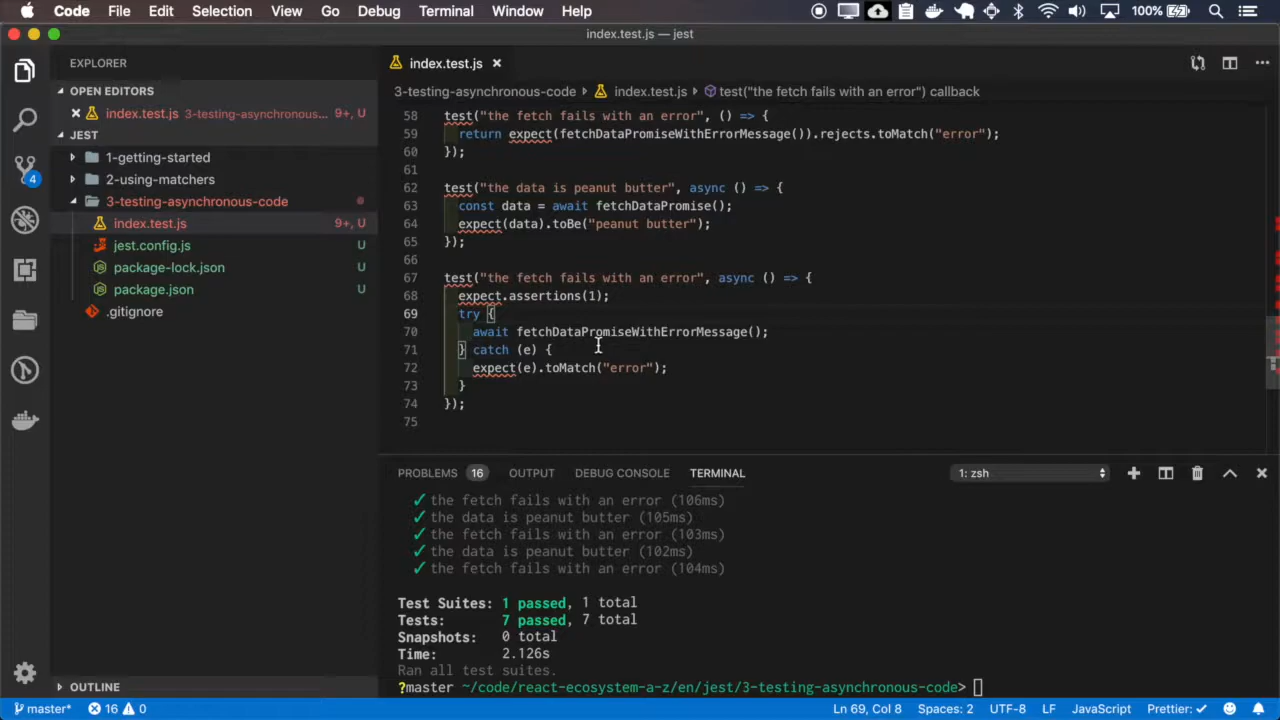 Code File Edit Selection View Go Debug Terminal Window Help 100%
index.test.js — jest
EXPLORER
OPEN EDITORS
index.test.js 3-testing-asynchronous... 9+, U
JEST
1-getting-started
2-using-matchers
3-testing-asynchronous-code
index.test.js 9+, U
jest.config.js U
package-lock.json U
package.json U
.gitignore
OUTLINE
4
index.test.js
3-testing-asynchronous-code index.test.js test("the fetch fails with an error") callback
58 test("the fetch fails with an error", () => {
59 return expect(fetchDataPromiseWithErrorMessage()).rejects.toMatch("error");
60 });
61
62 test("the data is peanut butter", async () => {
63 const data = await fetchDataPromise();
64 expect(data).toBe("peanut butter");
65 });
66
67 test("the fetch fails with an error", async () => {
68 expect.assertions(1);
69 try {
70 await fetchDataPromiseWithErrorMessage();
71 } catch (e) {
72 expect(e).toMatch("error");
73 }
74 });
75
PROBLEMS 16 OUTPUT DEBUG CONSOLE TERMINAL 1: zsh
✓ the fetch fails with an error (106ms)
✓ the data is peanut butter (105ms)
✓ the fetch fails with an error (103ms)
✓ the data is peanut butter (102ms)
✓ the fetch fails with an error (104ms)
Test Suites: 1 passed, 1 total
Tests: 7 passed, 7 total
Snapshots: 0 total
Time: 2.126s
Ran all test suites.
?master ~/code/react-ecosystem-a-z/en/jest/3-testing-asynchronous-code>
master* 16 0 Ln 69, Col 8 Spaces: 2 UTF-8 LF JavaScript Prettier: ✓